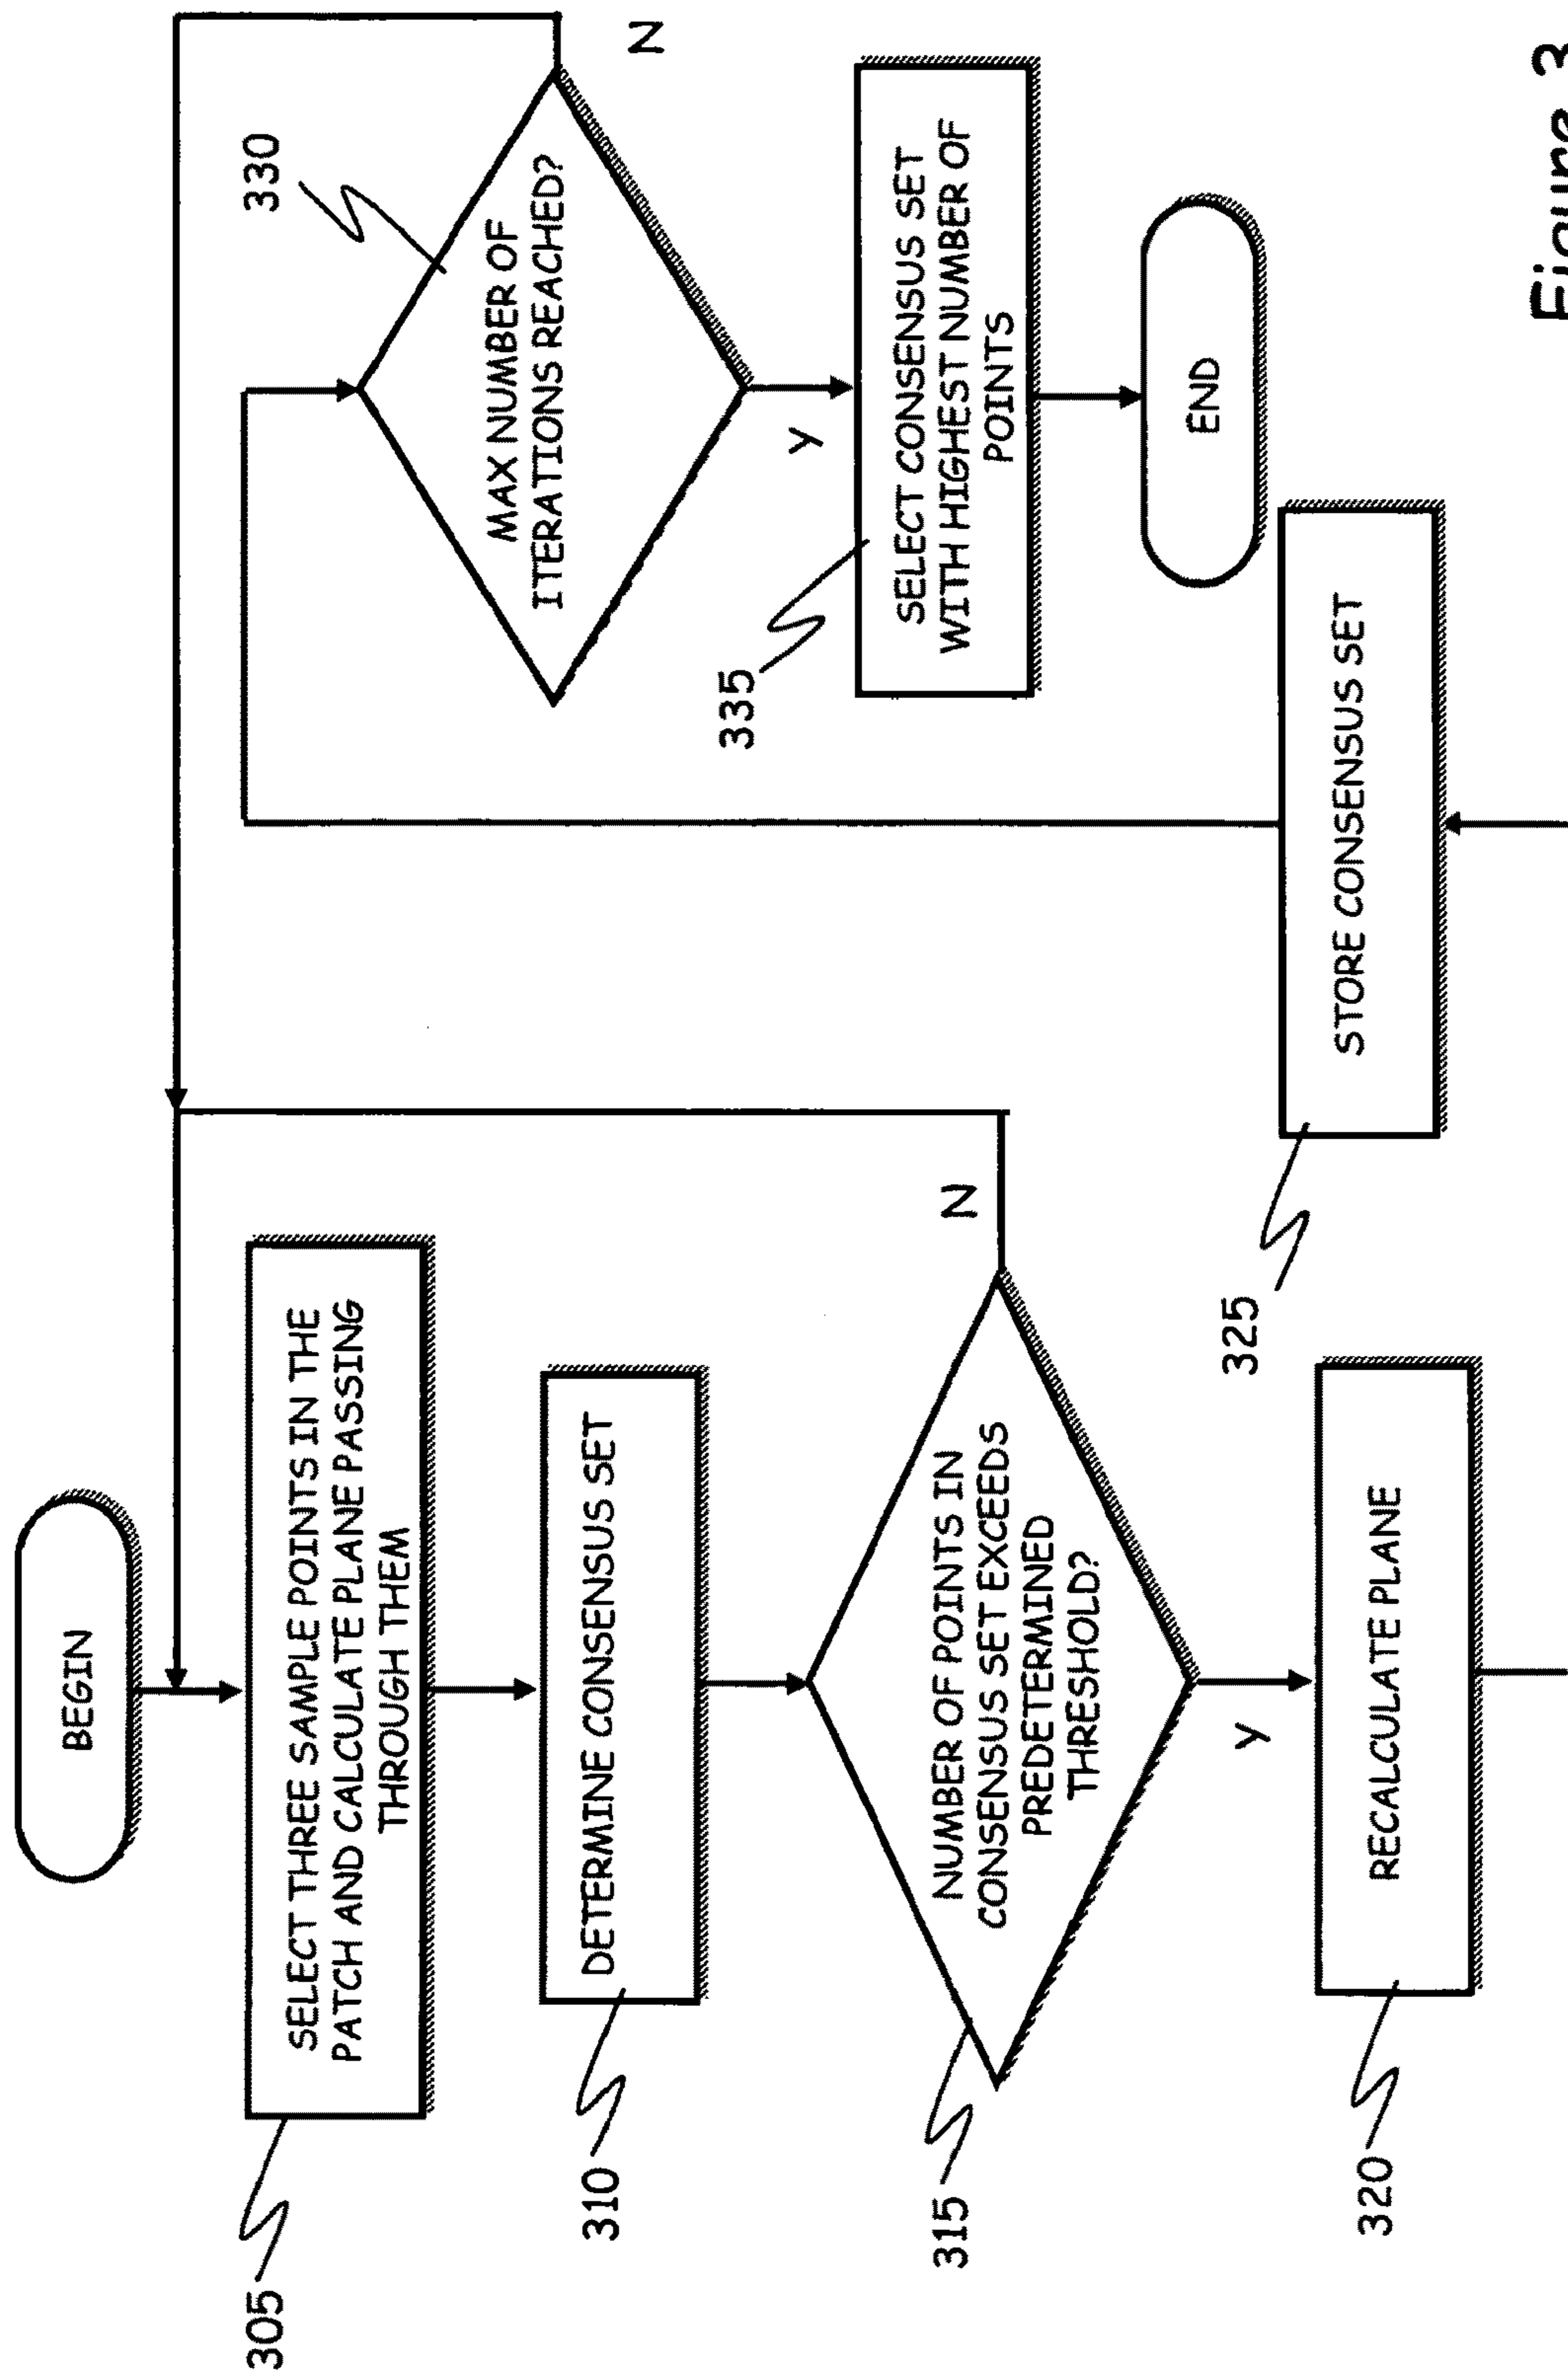 BEGIN
305
SELECT THREE SAMPLE POINTS IN THE
PATCH AND CALCULATE PLANE PASSING
THROUGH THEM
310
DETERMINE CONSENSUS SET
315
NUMBER OF POINTS IN
CONSENSUS SET EXCEEDS
PREDETERMINED
THRESHOLD?
N
Y
320
RECALCULATE PLANE
325
STORE CONSENSUS SET
330
MAX NUMBER OF
ITERATIONS REACHED?
N
Y
335
SELECT CONSENSUS SET
WITH HIGHEST NUMBER OF
POINTS
END
Figure 3